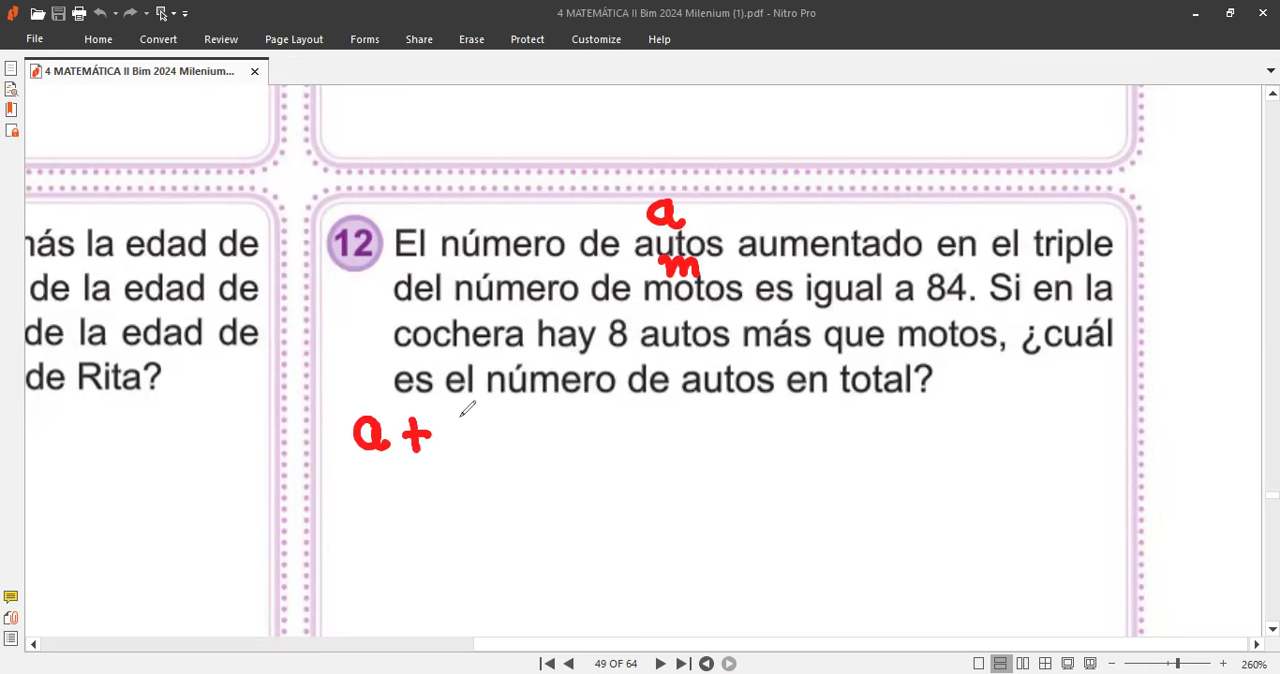 4 MATEMÁTICA II Bim 2024 Milenium (1).pdf - Nitro Pro
File Home Convert Review Page Layout Forms Share Erase Protect Customize Help
4 MATEMÁTICA II Bim 2024 Milenium...
ás la edad de
de la edad de
de la edad de
de Rita?
a
12 El número de autos aumentado en el triple
m
del número de motos es igual a 84. Si en la
cochera hay 8 autos más que motos, ¿cuál
es el número de autos en total?
a +
49 OF 64
260%